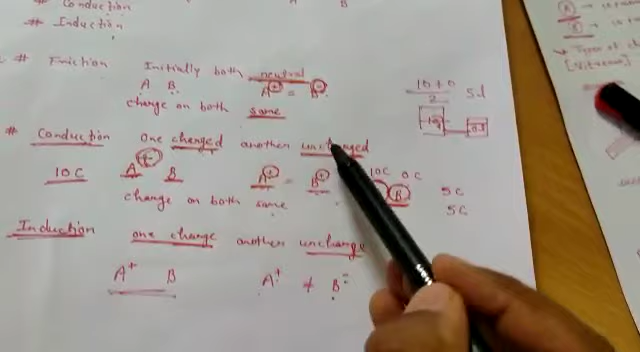 # Conduction A B
# Induction
# Friction Initially both neutral
A B A⊕ = B⊖
charge on both same
10+0
2 5d
# Conduction One charged another uncharged
10C A+ B A⊕ = B⊕ 10C 0C
B 5C
charge on both same 5C
Induction one charge another uncharge
A+ B A+ ≠ B-